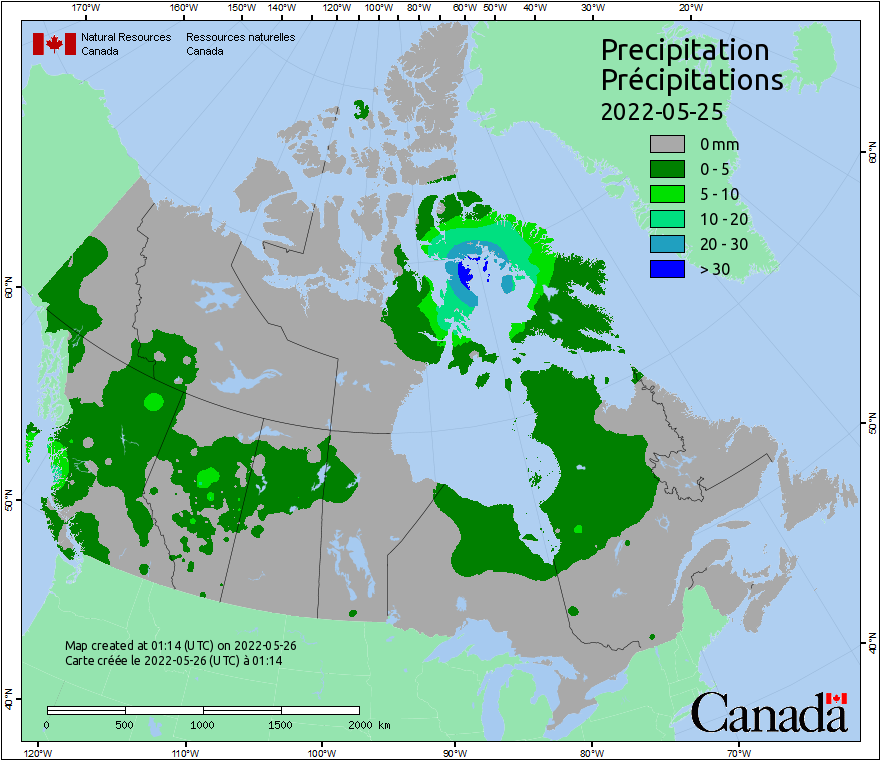 170°W 160°W 150°W 140°W 130°W 120°W 110°W 100°W 90°W 80°W 70°W 60°W 50°W 40°W 30°W 20°W
Natural Resources Ressources naturelles
Canada Canada
Precipitation
Précipitations
2022-05-25
0 mm
0 - 5
5 - 10
10 - 20
20 - 30
> 30
60°N 60°N
50°N 50°N
40°N 40°N
Map created at 01:14 (UTC) on 2022-05-26
Carte créée le 2022-05-26 (UTC) à 01:14
0 500 1000 1500 2000 km
Canada
120°W 110°W 100°W 90°W 80°W 70°W